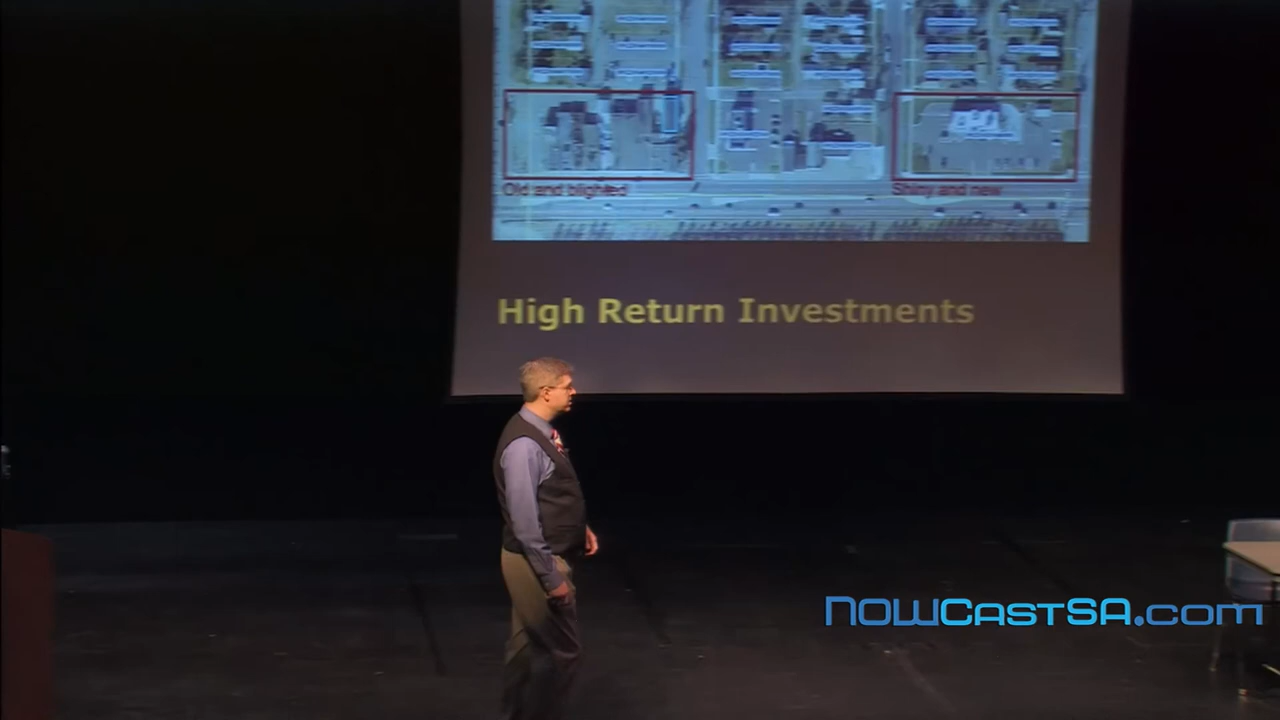 Old and blighted
Shiny and new
High Return Investments
NOWCastSA.com